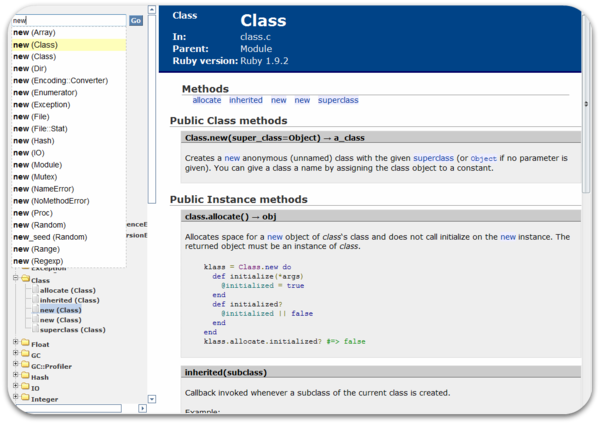 new
Go
new (Array)
new (Class)
new (Class)
new (Dir)
new (Encoding::Converter)
new (Enumerator)
new (Exception)
new (File)
new (File::Stat)
new (Hash)
new (IO)
new (Module)
new (Mutex)
new (NameError)
new (NoMethodError)
new (Proc)
new (Random)
new_seed (Random)
new (Range)
new (Regexp)
Exception
Class
allocate (Class)
inherited (Class)
new (Class)
new (Class)
superclass (Class)
Float
GC
GC::Profiler
Hash
IO
Integer
Class Class
In: class.c
Parent: Module
Ruby version: Ruby 1.9.2
Methods
allocate inherited new new superclass
Public Class methods
Class.new(super_class=Object) → a_class
Creates a new anonymous (unnamed) class with the given superclass (or Object if no parameter is
given). You can give a class a name by assigning the class object to a constant.
Public Instance methods
class.allocate() → obj
Allocates space for a new object of class's class and does not call initialize on the new instance. The
returned object must be an instance of class.
klass = Class.new do
def initialize(*args)
@initialized = true
end
def initialized?
@initialized || false
end
end
klass.allocate.initialized? #=> false
inherited(subclass)
Callback invoked whenever a subclass of the current class is created.
Example: